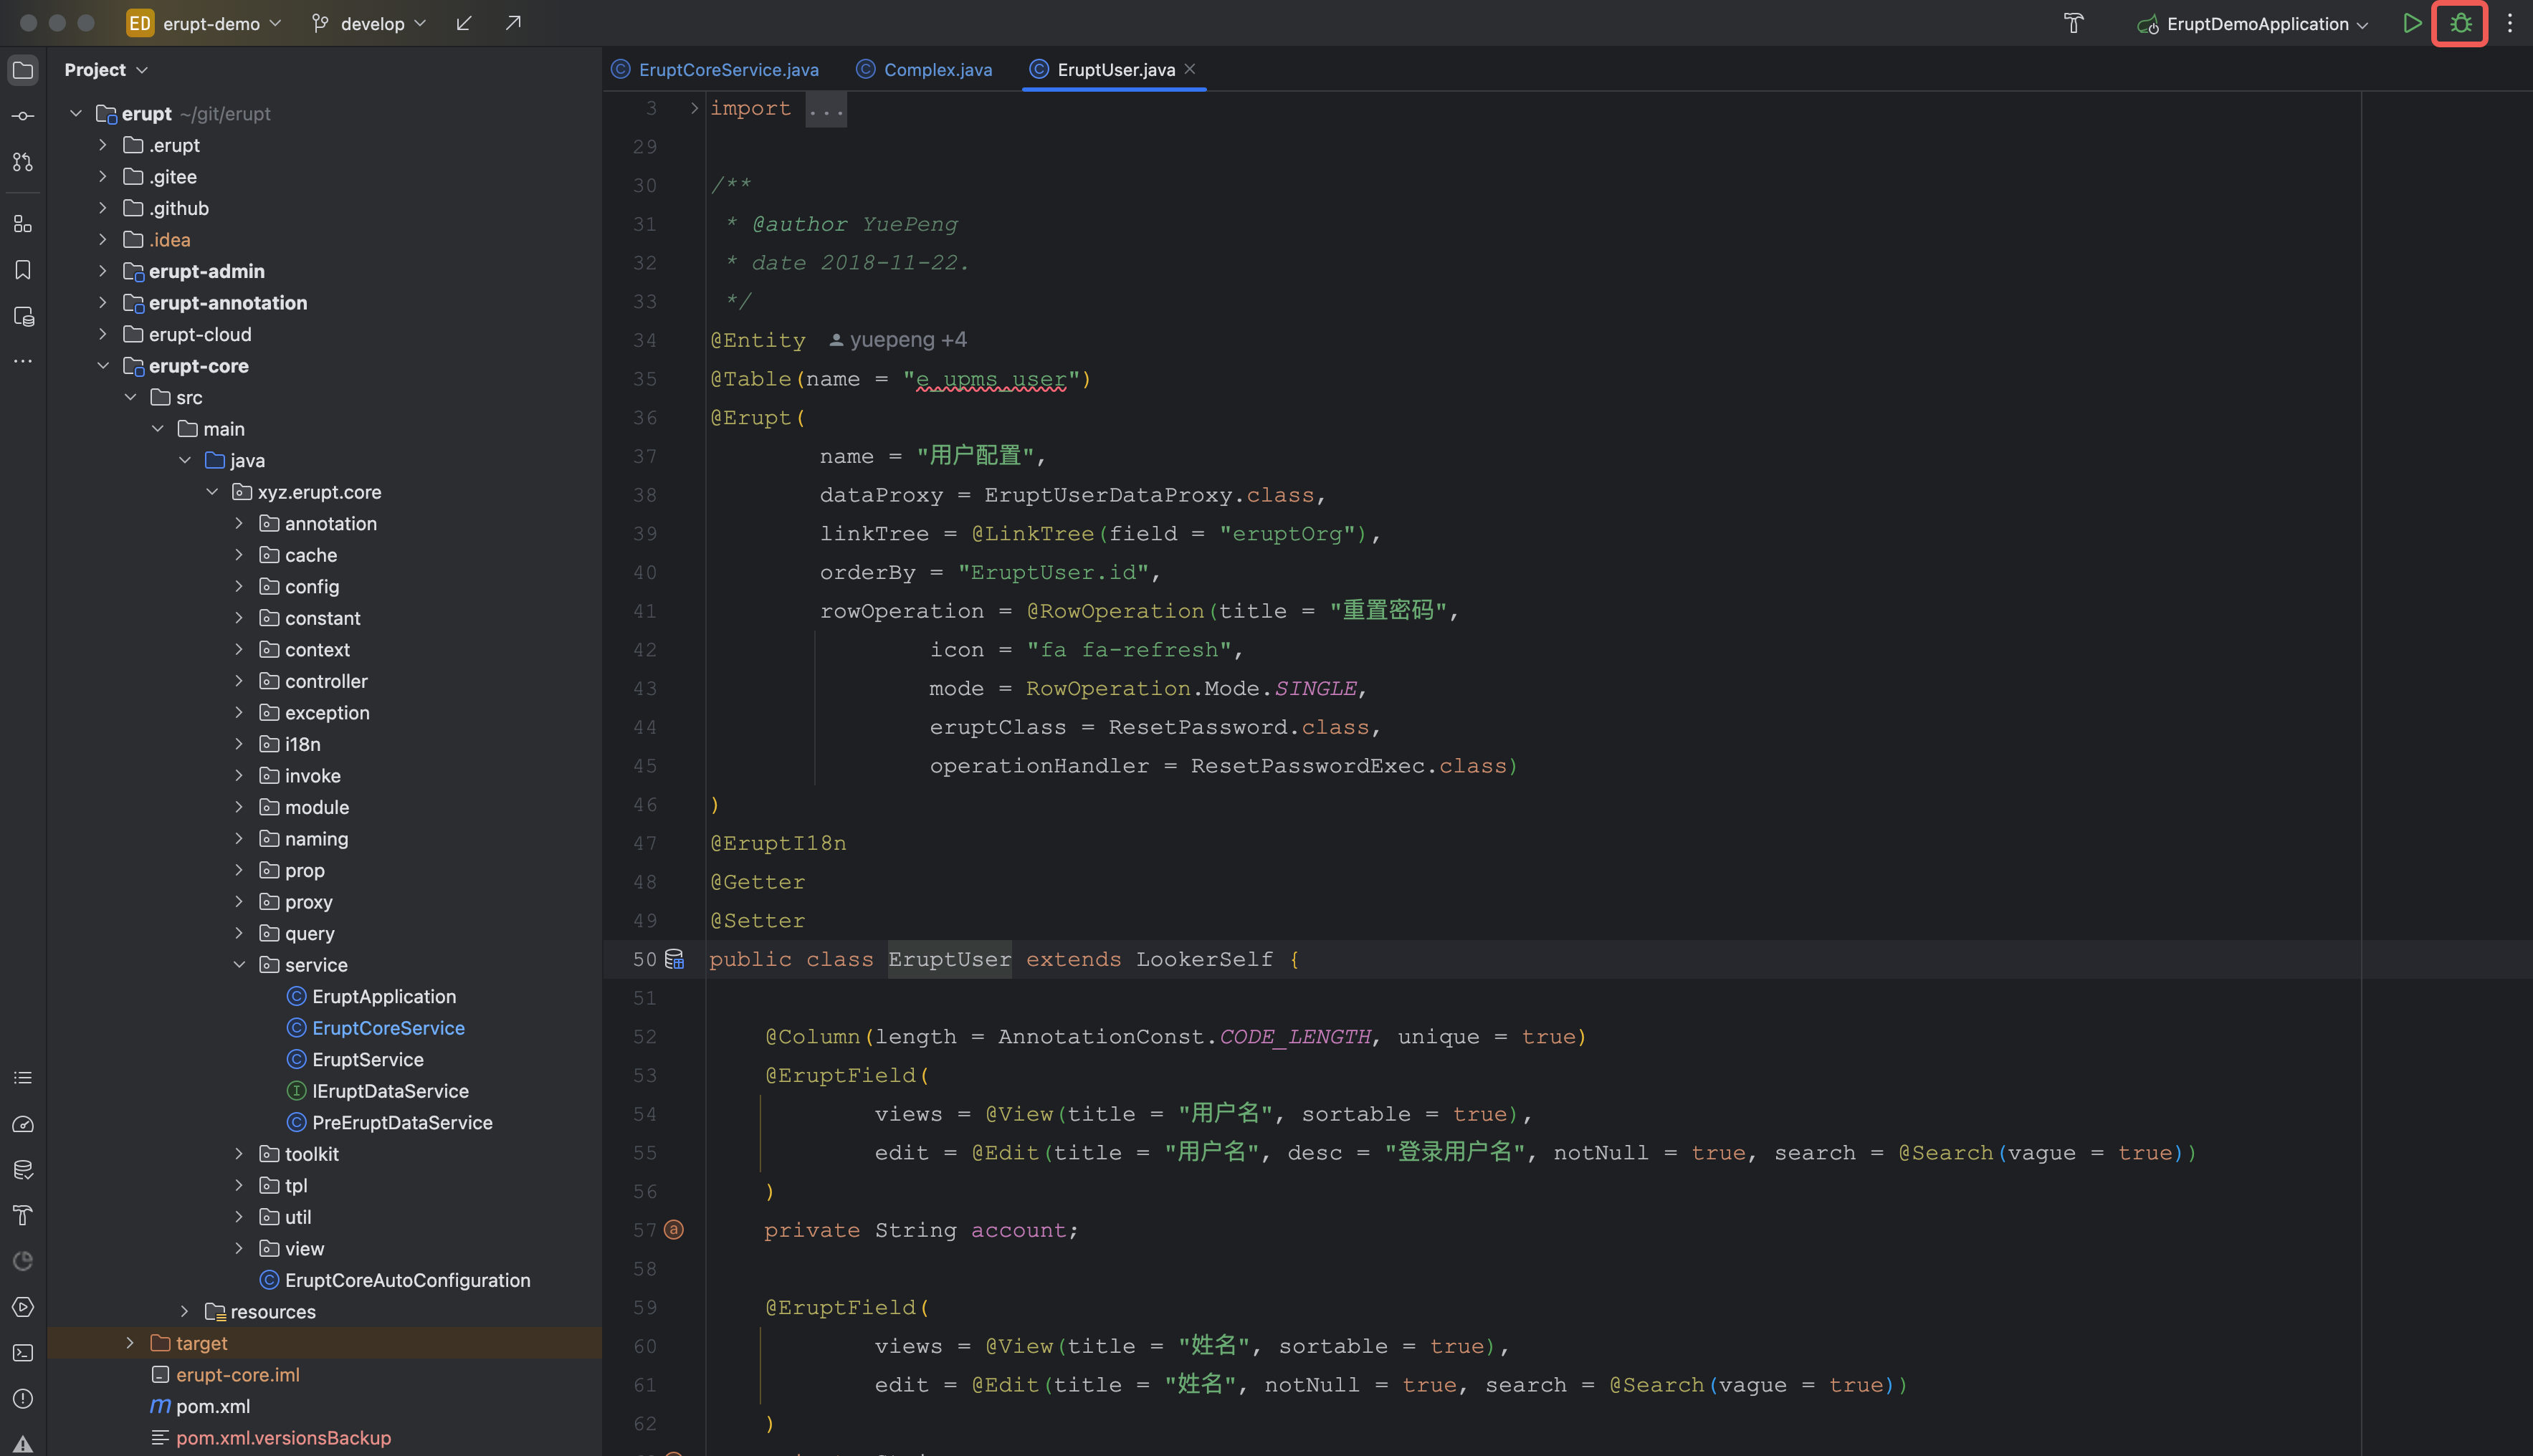 ED erupt-demo develop EruptDemoApplication
Project
EruptCoreService.java Complex.java EruptUser.java
erupt ~/git/erupt
.erupt
.gitee
.github
.idea
erupt-admin
erupt-annotation
erupt-cloud
erupt-core
src
main
java
xyz.erupt.core
annotation
cache
config
constant
context
controller
exception
i18n
invoke
module
naming
prop
proxy
query
service
EruptApplication
EruptCoreService
EruptService
IEruptDataService
PreEruptDataService
toolkit
tpl
util
view
EruptCoreAutoConfiguration
resources
target
erupt-core.iml
pom.xml
pom.xml.versionsBackup
3 import ...
29
30 /**
31 * @author YuePeng
32 * date 2018-11-22.
33 */
34 @Entity yuepeng +4
35 @Table(name = "e_upms_user")
36 @Erupt(
37 name = "用户配置",
38 dataProxy = EruptUserDataProxy.class,
39 linkTree = @LinkTree(field = "eruptOrg"),
40 orderBy = "EruptUser.id",
41 rowOperation = @RowOperation(title = "重置密码",
42 icon = "fa fa-refresh",
43 mode = RowOperation.Mode.SINGLE,
44 eruptClass = ResetPassword.class,
45 operationHandler = ResetPasswordExec.class)
46 )
47 @EruptI18n
48 @Getter
49 @Setter
50 public class EruptUser extends LookerSelf {
51
52 @Column(length = AnnotationConst.CODE_LENGTH, unique = true)
53 @EruptField(
54 views = @View(title = "用户名", sortable = true),
55 edit = @Edit(title = "用户名", desc = "登录用户名", notNull = true, search = @Search(vague = true))
56 )
57 private String account;
58
59 @EruptField(
60 views = @View(title = "姓名", sortable = true),
61 edit = @Edit(title = "姓名", notNull = true, search = @Search(vague = true))
62 )